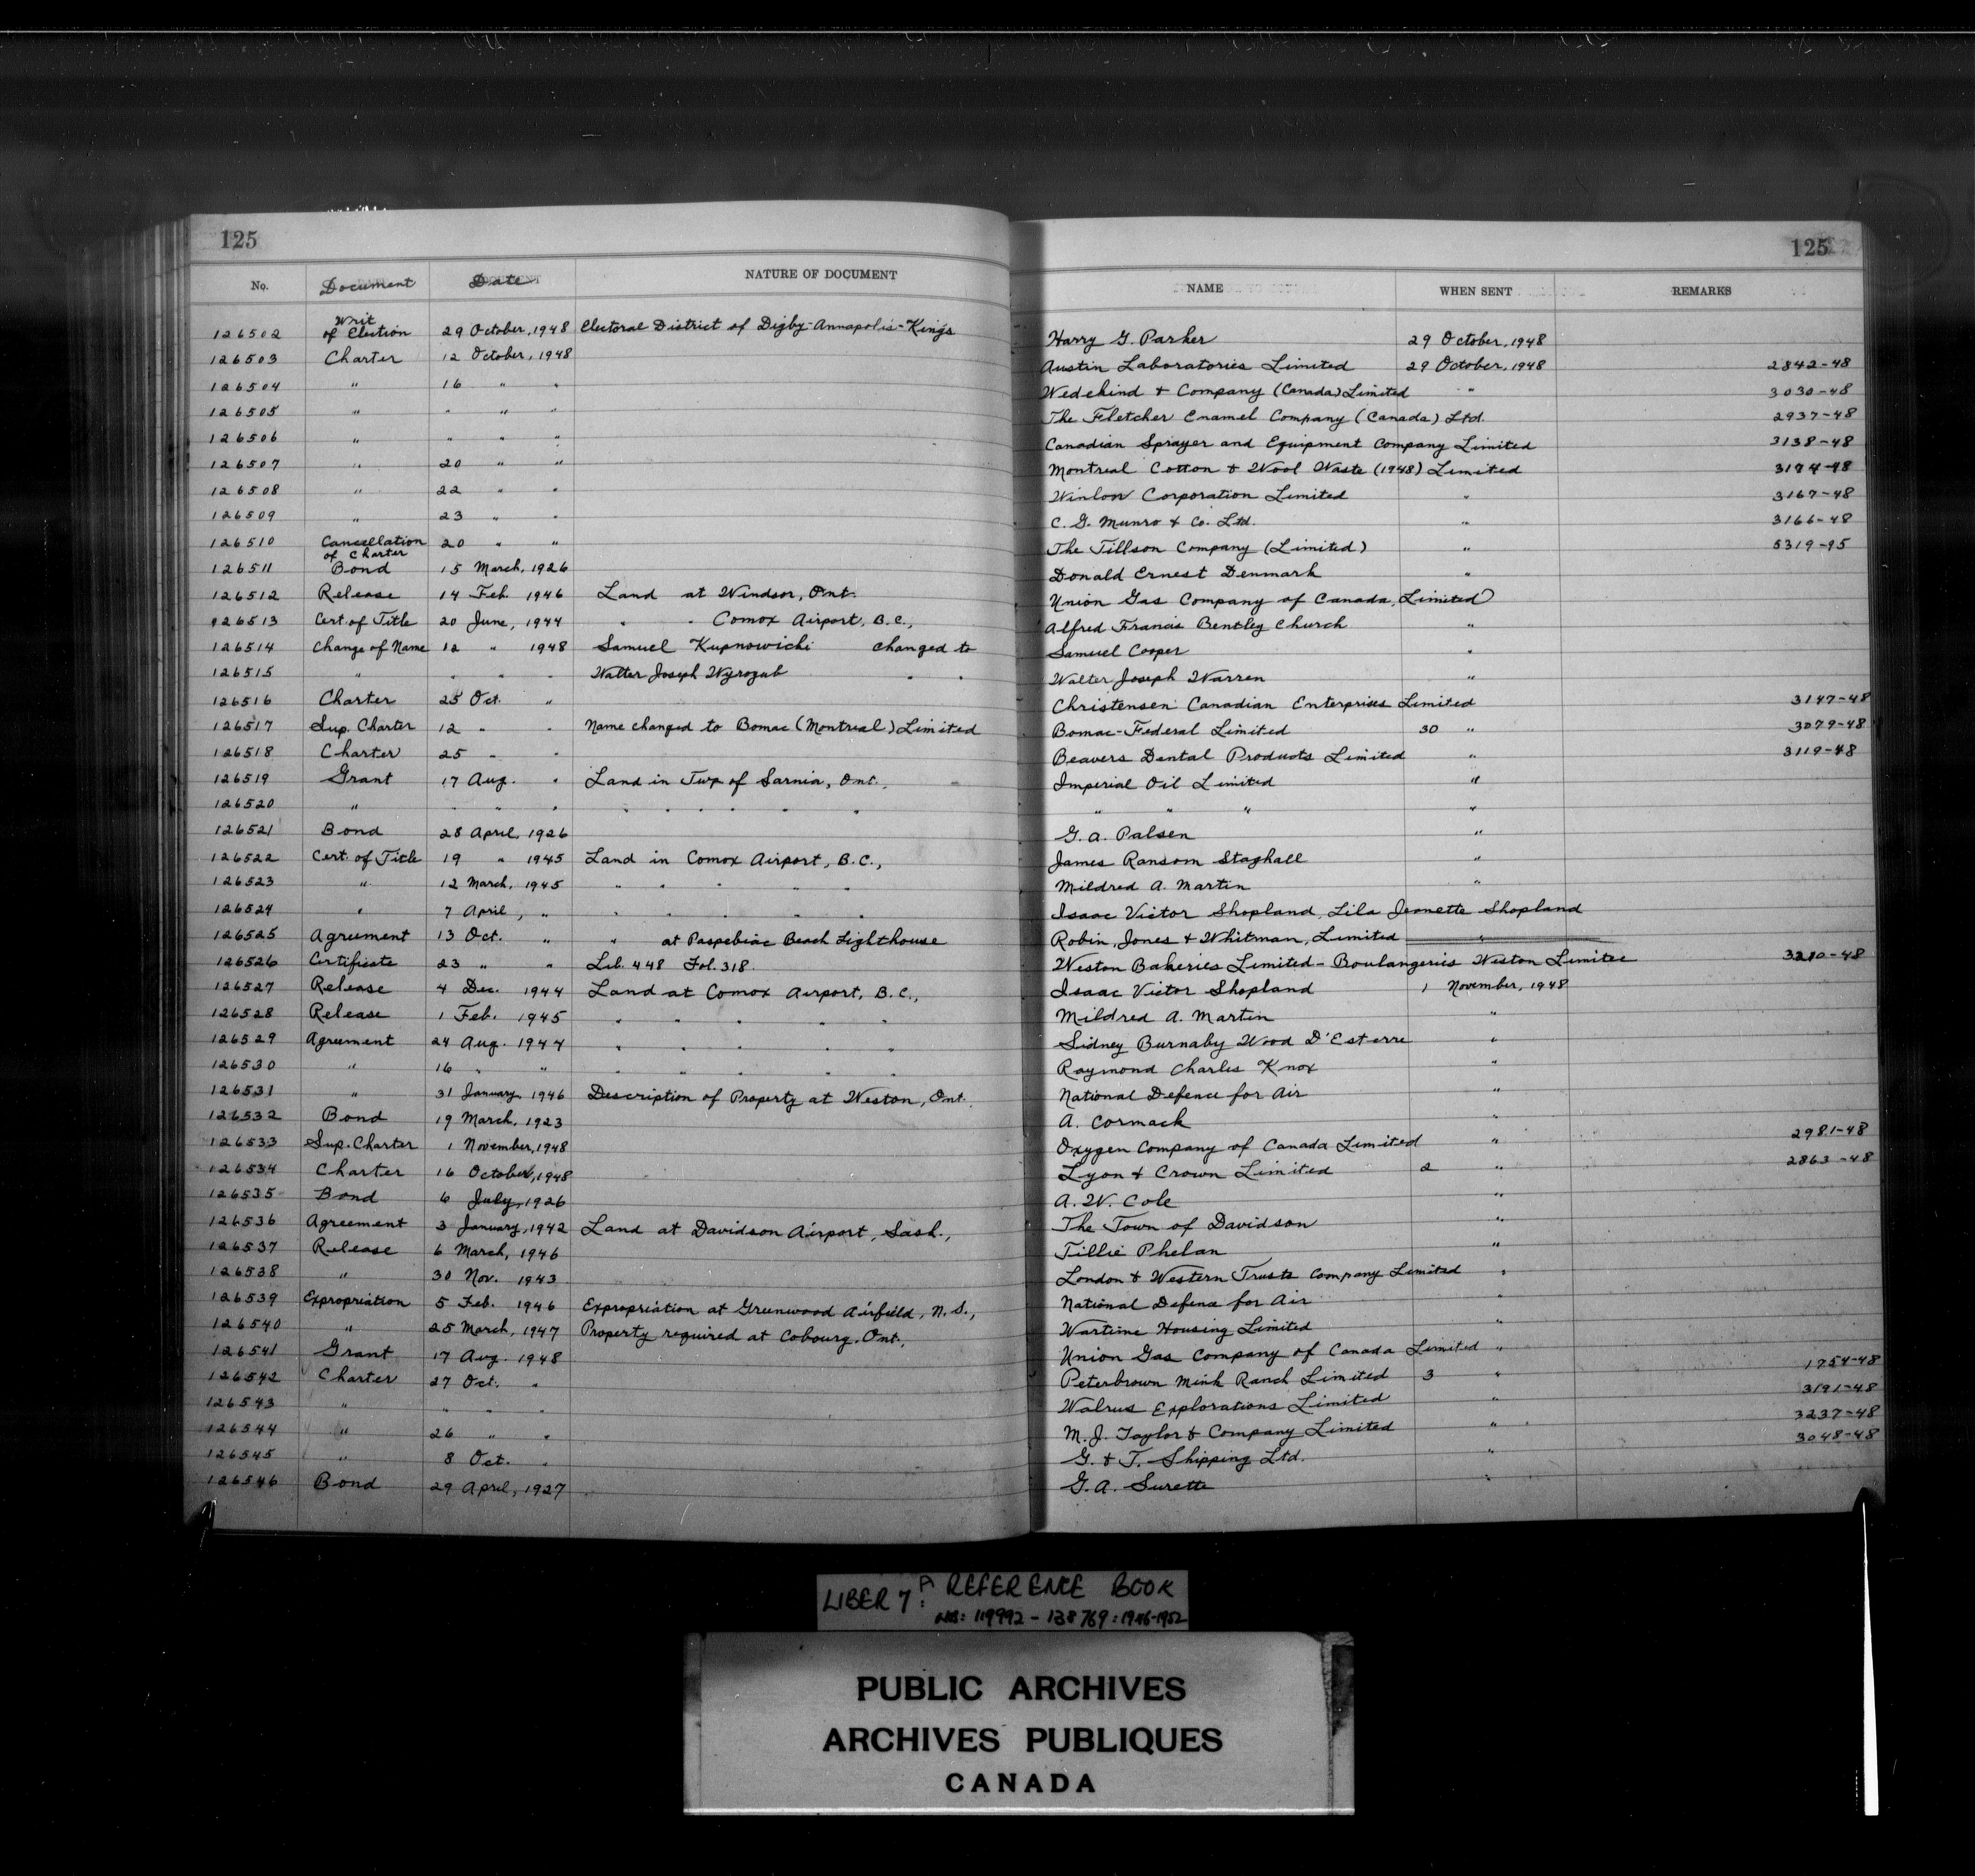 125 125
No. Document Date NATURE OF DOCUMENT NAME WHEN SENT REMARKS
Writ
126502 of Election 29 October, 1948 Electoral District of Digby-Annapolis-Kings Harry G. Parker 29 October, 1948
126503 Charter 12 October, 1948 Austin Laboratories Limited 29 October, 1948 2842-48
126504 " 16 " " Wedekind & Company (Canada) Limited " 3030-48
126505 " " " " The Fletcher Enamel Company (Canada) Ltd. 2937-48
126506 " " " " Canadian Sprayer and Equipment Company Limited 3138-48
126507 " 20 " " Montreal Cotton & Wool Waste (1948) Limited 3174-48
126508 " 22 " " Corporation Limited " 3167-48
126509 " 23 " " C. G. Munro & Co. Ltd. " 3166-48
126510 Cancellation of Charter 20 " " The Tillson Company (Limited) " 5319-95
126511 Bond 15 March, 1926 Donald Ernest Denmark "
126512 Release 14 Feb. 1946 Land at Windsor, Ont. Union Gas Company of Canada, Limited
126513 Cert. of Title 20 June, 1944 " " Comox Airport, B.C., Alfred Francis Bentley Church "
126514 Change of Name 12 " 1948 Samuel Kupnowichi changed to Samuel Cooper "
126515 " " " " Walter Joseph Wyrozub " " Walter Joseph Warren "
126516 Charter 25 Oct. " Christensen Canadian Enterprises Limited 3147-48
126517 Sup. Charter 12 " " Name changed to Bomac (Montreal) Limited Bomac-Federal Limited 30 " 3079-48
126518 Charter 25 " Beavers Dental Products Limited " 3119-48
126519 Grant 17 Aug. " Land in Twp of Sarnia, Ont., Imperial Oil Limited "
126520 " " " " " " " " " " " " " "
126521 Bond 28 April, 1926 G. A. Palsen "
126522 Cert. of Title 19 " 1945 Land in Comox Airport, B.C., James Ransom Staghall "
126523 " 12 March, 1945 " " " " " Mildred A. Martin "
126524 " 7 April, " " " " " " Isaac Victor Shopland, Lila Jeanette Shopland
126525 Agreement 13 Oct. " " at Paspebiac Beach Lighthouse Robin, Jones & Whitman, Limited "
126526 Certificate 23 " " Lib. 448 Fol. 318. Weston Bakeries Limited - Boulangeries Weston Limitee 3210-48
126527 Release 4 Dec. 1944 Land at Comox Airport, B.C., Isaac Victor Shopland 1 November, 1948
126528 Release 1 Feb. 1945 " " " " " Mildred A. Martin "
126529 Agreement 24 Aug. 1944 " " " " " Sidney Burnaby Wood D'Esterre "
126530 " 16 " " " " " " " Raymond Charles Knox "
126531 " 31 January, 1946 Description of Property at Weston, Ont. National Defence for Air "
126532 Bond 19 March, 1923 A. Cormack "
126533 Sup. Charter 1 November, 1948 Oxygen Company of Canada Limited " 2981-48
126534 Charter 16 October, 1948 Lyon & Crown Limited 2 " 2863-48
126535 Bond 6 July, 1926 A. W. Cole "
126536 Agreement 3 January, 1942 Land at Davidson Airport, Sask., The Town of Davidson "
126537 Release 6 March, 1946 Tillie Phelan "
126538 " 30 Nov. 1943 London & Western Trusts Company Limited "
126539 Expropriation 5 Feb. 1946 Expropriation at Greenwood Airfield, N.S., National Defence for Air "
126540 " 25 March, 1947 Property required at Cobourg, Ont. Wartime Housing Limited "
126541 Grant 17 Aug. 1948 Union Gas Company of Canada Limited "
126542 Charter 27 Oct. " Peterbrown Mink Ranch Limited 3 " 1754-48
126543 " " " " Walrus Explorations Limited " 3191-48
126544 " 26 " " M. J. Taylor & Company Limited " 3237-48
126545 " 8 Oct. " G. & T. Shipping Ltd. " 3048-48
126546 Bond 29 April, 1927 G. A. Surette "
LIBER 7A: REFERENCE BOOK
NOS: 119992 - 138769: 1946-1952
PUBLIC ARCHIVES
ARCHIVES PUBLIQUES
CANADA